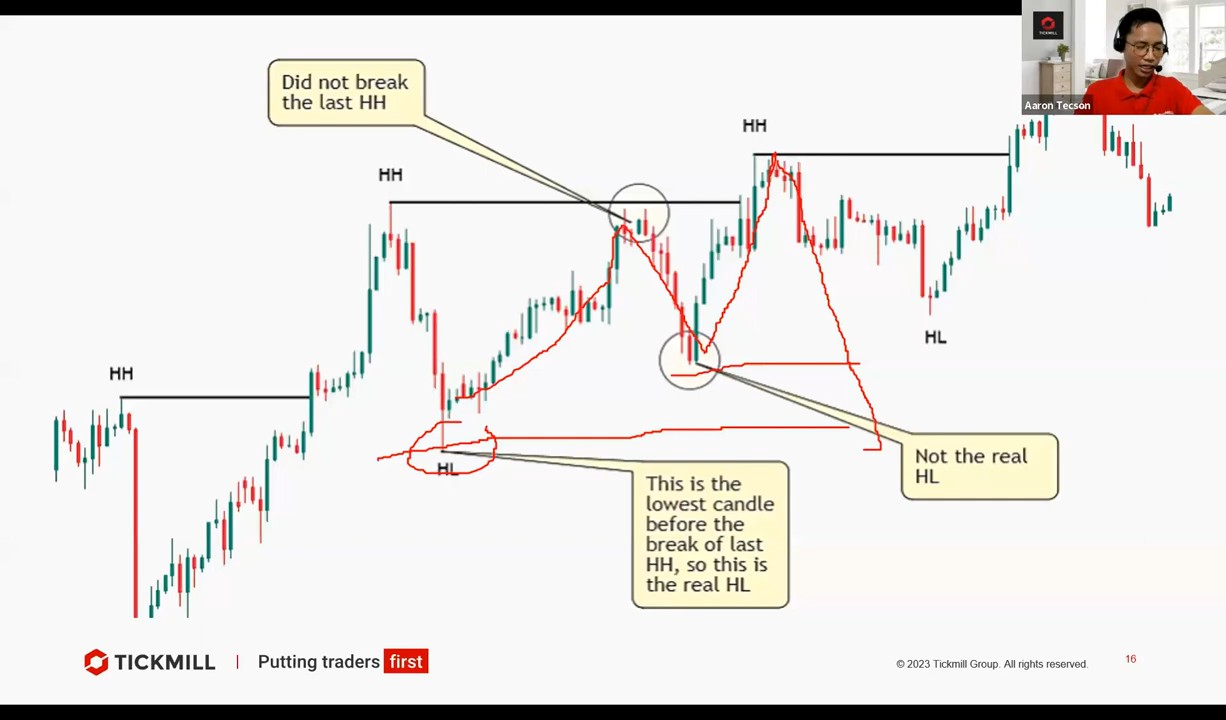 TICKMILL
Aaron Tecson
Did not break
the last HH
HH
HH
HH
HL
HL
Not the real
HL
This is the
lowest candle
before the
break of last
HH, so this is
the real HL
TICKMILL | Putting traders first
© 2023 Tickmill Group. All rights reserved.
16